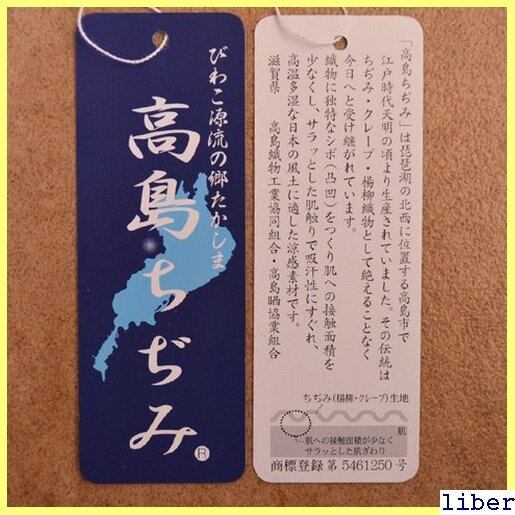 びわこ源流の郷たかしま
高島ちぢみ®
「高島ちぢみ」は琵琶湖の北西に位置する高島市で
江戸時代天明の頃より生産されていました。その伝統は
ちぢみ・クレープ・楊柳織物として絶えることなく
今日へと受け継がれています。
織物に独特なシボ（凸凹）をつくり肌への接触面積を
少なくし、サラッとした肌触りで吸汗性にすぐれ、
高温多湿な日本の風土に適した涼感素材です。
滋賀県 高島織物工業協同組合・高島晒協業組合
ちぢみ(楊柳・クレープ)生地
肌
肌への接触面積が少なく
サラッとした肌ざわり
商標登録 第5461250号
liber